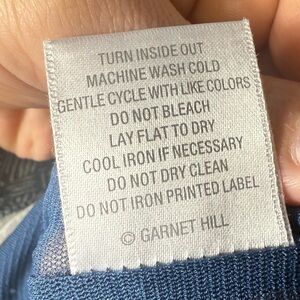 TURN INSIDE OUT
MACHINE WASH COLD
GENTLE CYCLE WITH LIKE COLORS
DO NOT BLEACH
LAY FLAT TO DRY
COOL IRON IF NECESSARY
DO NOT DRY CLEAN
DO NOT IRON PRINTED LABEL
© GARNET HILL